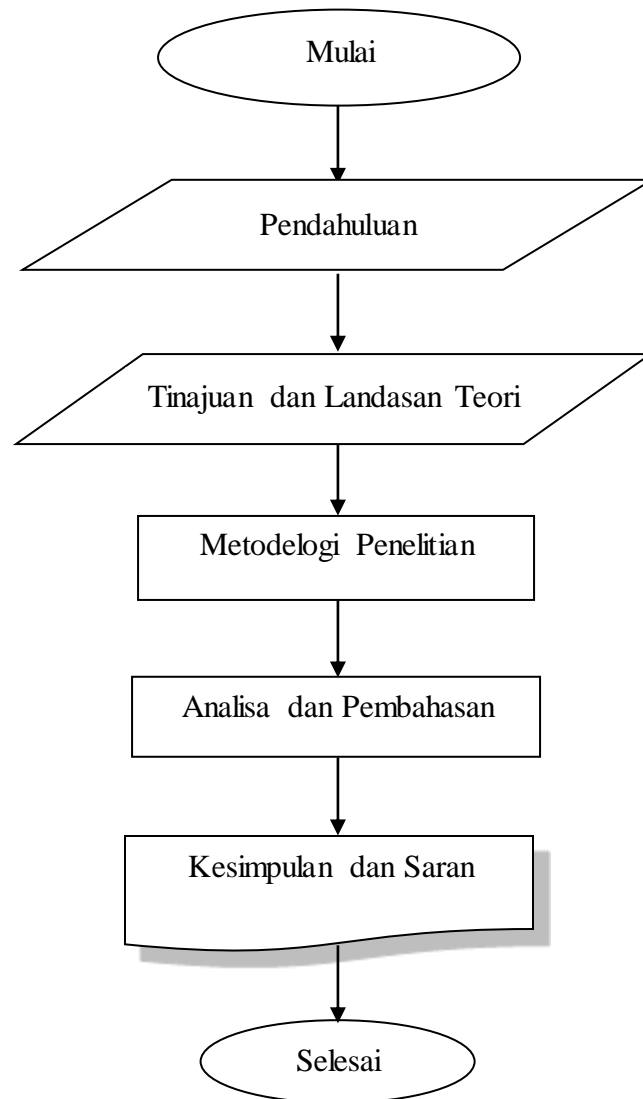 Mulai
Pendahuluan
Tinajuan dan Landasan Teori
Metodelogi Penelitian
Analisa dan Pembahasan
Kesimpulan dan Saran
Selesai